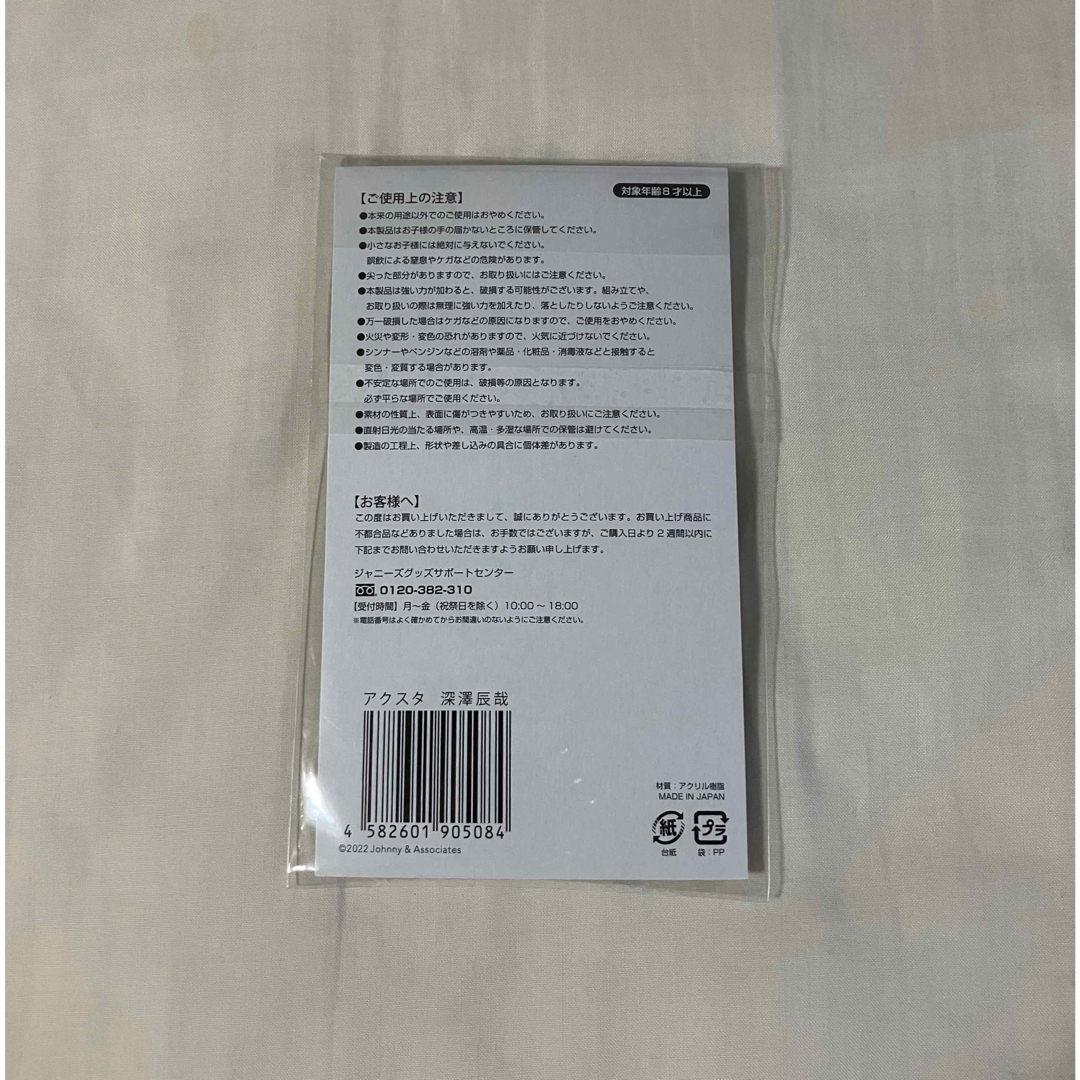 対象年齢8才以上
【ご使用上の注意】
●本来の用途以外でのご使用はおやめください。
●本製品はお子様の手の届かないところに保管してください。
●小さなお子様には絶対に与えないでください。
誤飲による窒息やケガなどの危険があります。
●尖った部分がありますので、お取り扱いにはご注意ください。
●本製品は強い力が加わると、破損する可能性がございます。組み立てや、
お取り扱いの際は無理に強い力を加えたり、落としたりしないようご注意ください。
●万一破損した場合はケガなどの原因になりますので、ご使用をおやめください。
●火災や変形・変色の恐れがありますので、火気に近づけないでください。
●シンナーやベンジンなどの溶剤や薬品・化粧品・消毒液などと接触すると
変色・変質する場合があります。
●不安定な場所でのご使用は、破損等の原因となります。
必ず平らな場所でご使用ください。
●素材の性質上、表面に傷がつきやすいため、お取り扱いにご注意ください。
●直射日光の当たる場所や、高温・多湿な場所での保管は避けてください。
●製造の工程上、形状や差し込みの具合に個体差があります。
【お客様へ】
この度はお買い上げいただきまして、誠にありがとうございます。お買い上げ商品に
不都合品などありました場合は、お手数ではございますが、ご購入日より2週間以内に
下記までお問い合わせいただきますようお願い申し上げます。
ジャニーズグッズサポートセンター
0120-382-310
【受付時間】月〜金（祝祭日を除く）10:00〜18:00
※電話番号はよく確かめてからお間違いのないようにご注意ください。
アクスタ 深澤辰哉
4 582601 905084
©2022 Johnny & Associates
材質：アクリル樹脂
MADE IN JAPAN
紙 プラ
台紙 袋：PP